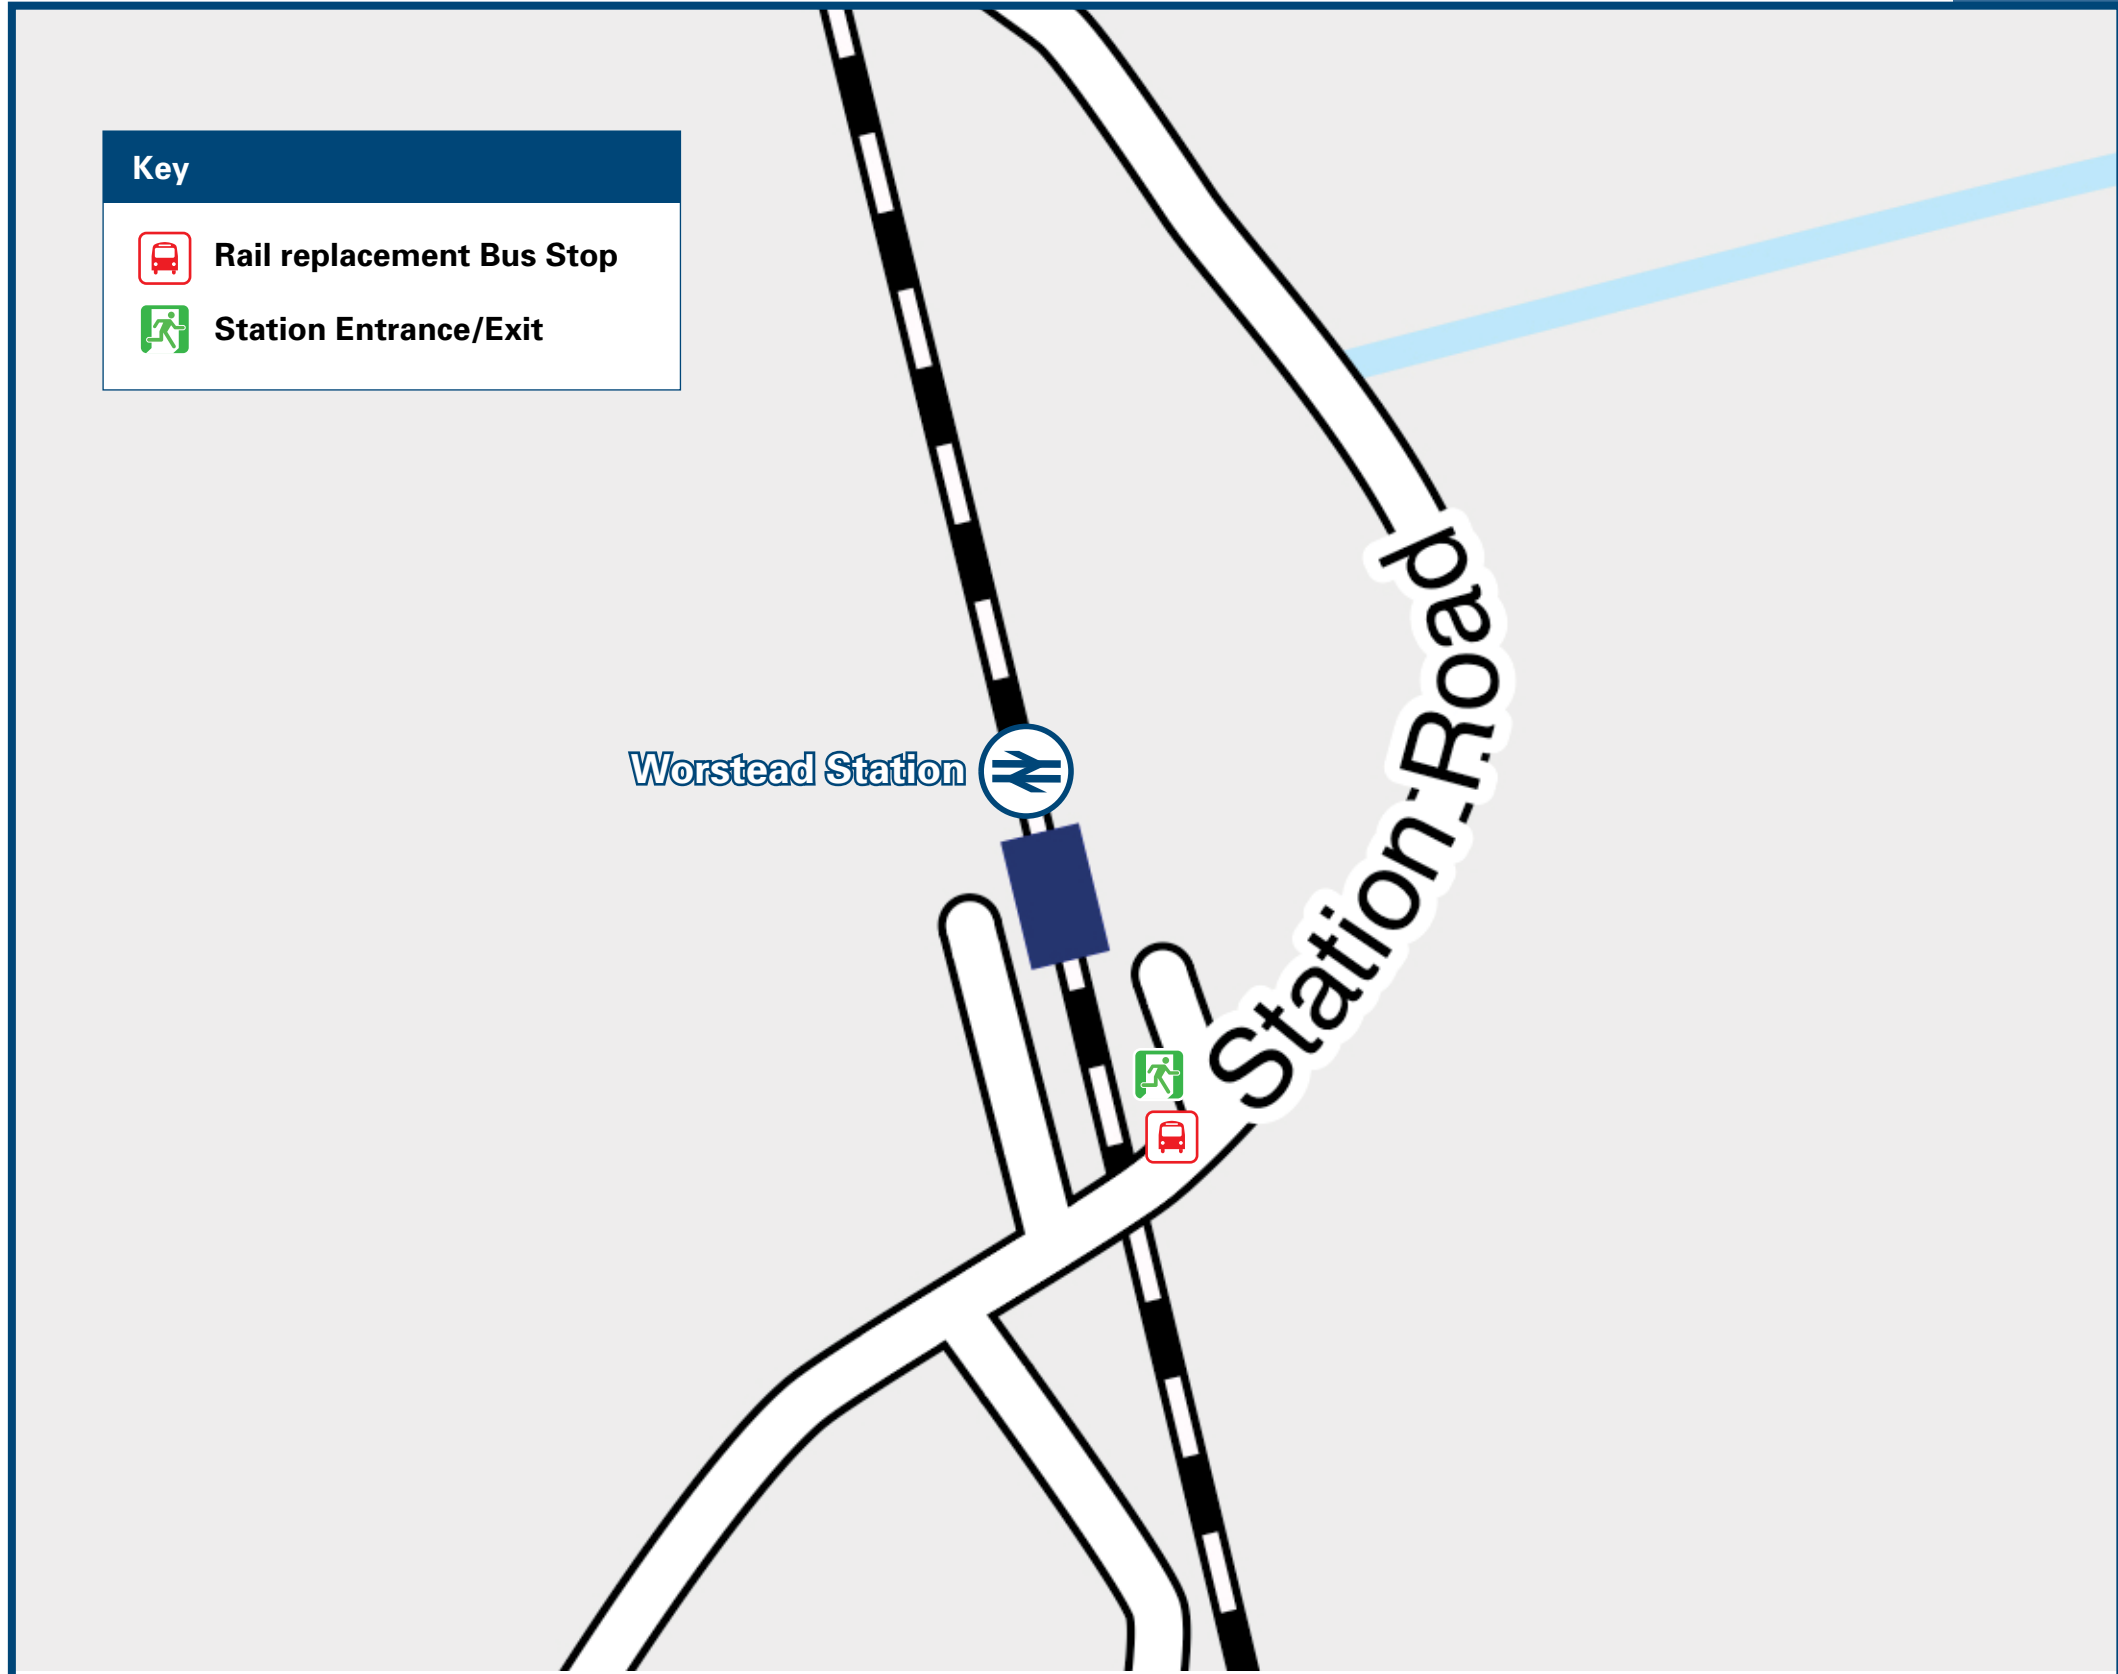 Key
Rail replacement Bus Stop
Station Entrance/Exit
Worstead Station
Station Road